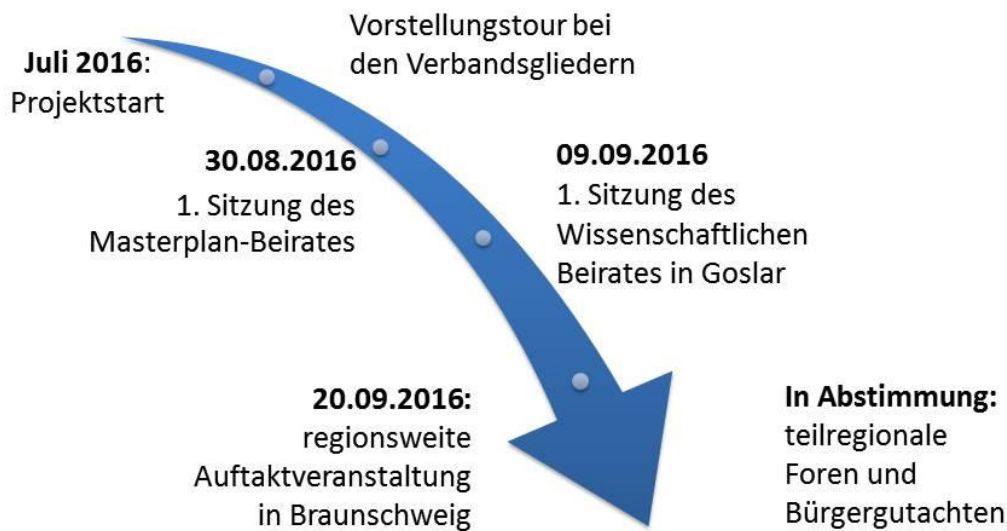 Juli 2016:
Projektstart
Vorstellungstour bei
den Verbandsgliedern
30.08.2016
1. Sitzung des
Masterplan-Beirates
09.09.2016
1. Sitzung des
Wissenschaftlichen
Beirates in Goslar
20.09.2016:
regionsweite
Auftaktveranstaltung
in Braunschweig
In Abstimmung:
teilregionale
Foren und
Bürgergutachten